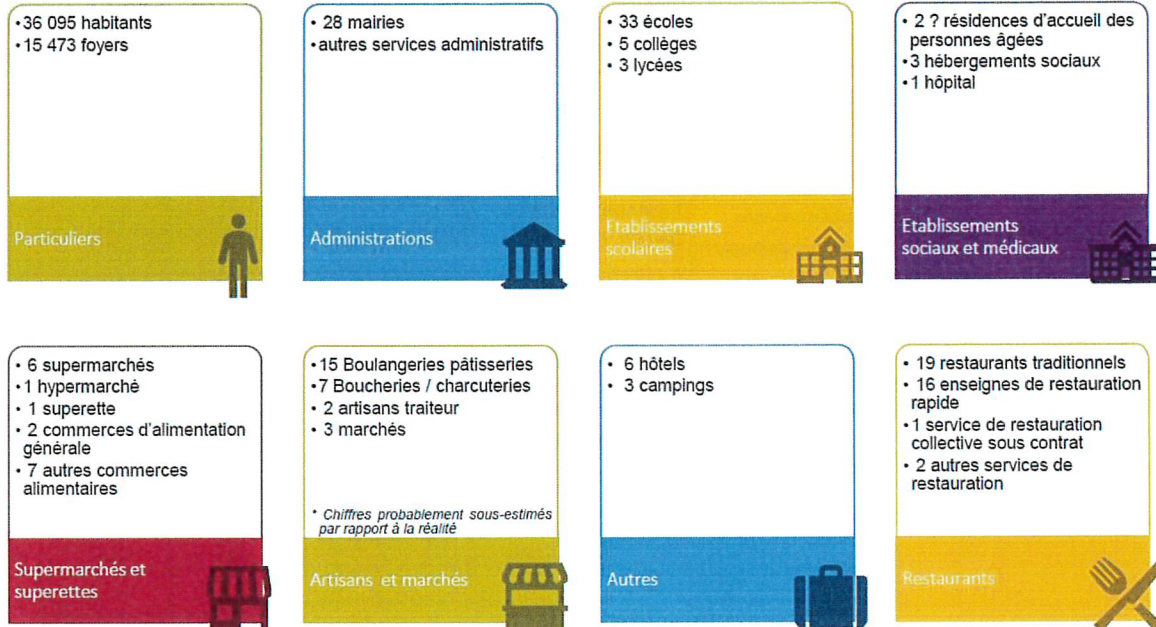 •36 095 habitants
•15 473 foyers
Particuliers
• 28 mairies
•autres services administratifs
Administrations
• 33 écoles
• 5 collèges
• 3 lycées
Etablissements
scolaires
• 2 ? résidences d'accueil des
personnes âgées
•3 hébergements sociaux
•1 hôpital
Etablissements
sociaux et médicaux
• 6 supermarchés
•1 hypermarché
• 1 superette
• 2 commerces d'alimentation
générale
• 7 autres commerces
alimentaires
Supermarchés et
superettes
•15 Boulangeries pâtisseries
•7 Boucheries / charcuteries
• 2 artisans traiteur
• 3 marchés
* Chiffres probablement sous-estimés
par rapport à la réalité
Artisans et marchés
• 6 hôtels
• 3 campings
Autres
• 19 restaurants traditionnels
• 16 enseignes de restauration
rapide
•1 service de restauration
collective sous contrat
• 2 autres services de
restauration
Restaurants